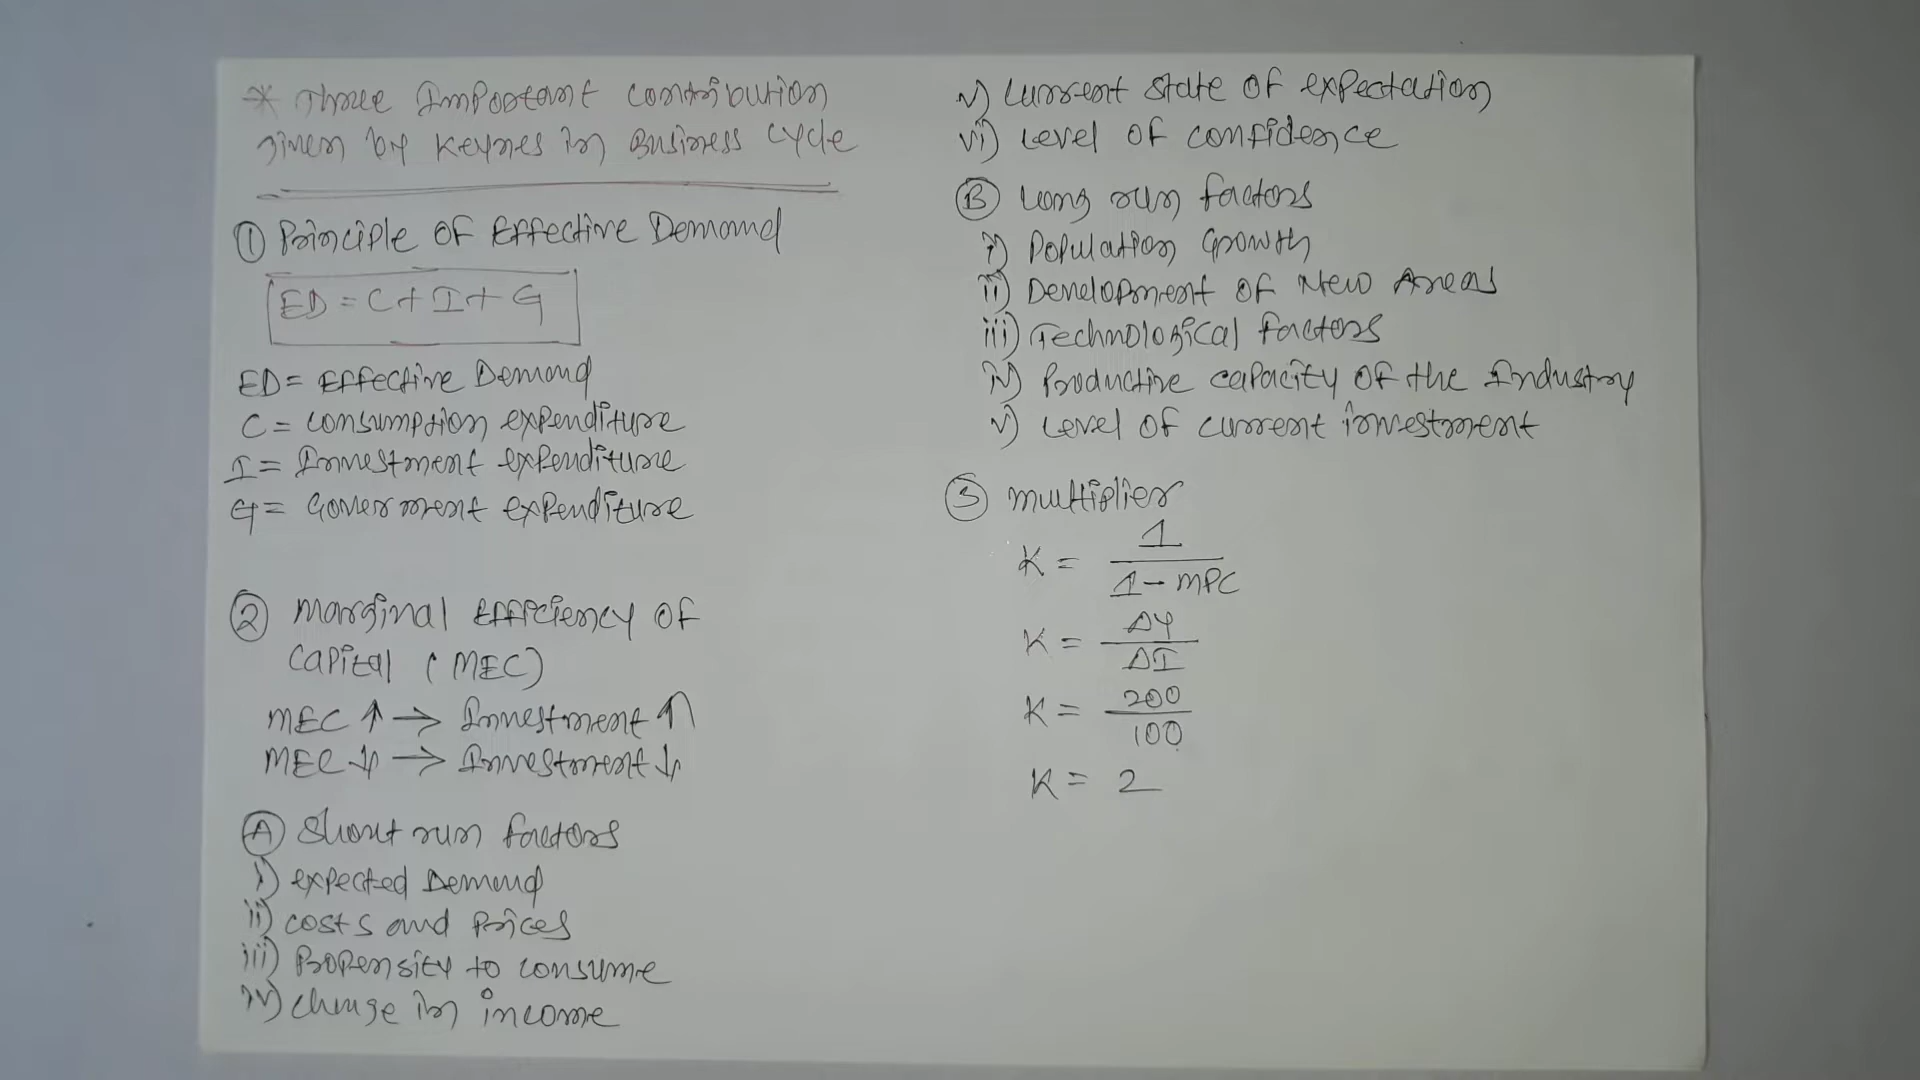 * Three Important contribution
given by Keynes in Business cycle
① Principle of Effective Demand
ED = C + I + G
ED = Effective Demand
C = Consumption expenditure
I = Investment expenditure
G = Government expenditure
② Marginal Efficiency of
Capital (MEC)
MEC ↑ → Investment ↑
MEC ↓ → Investment ↓
Ⓐ Short run factors
i) expected Demand
ii) costs and Prices
iii) Propensity to consume
iv) change in income
v) Current state of expectation
vi) Level of confidence
Ⓑ Long run factors
i) Population Growth
ii) Development of New Areas
iii) Technological factors
iv) Productive capacity of the Industry
v) Level of current investment
③ multiplier
K = 1 / 1 - MPC
K = ΔY / ΔI
K = 200 / 100
K = 2